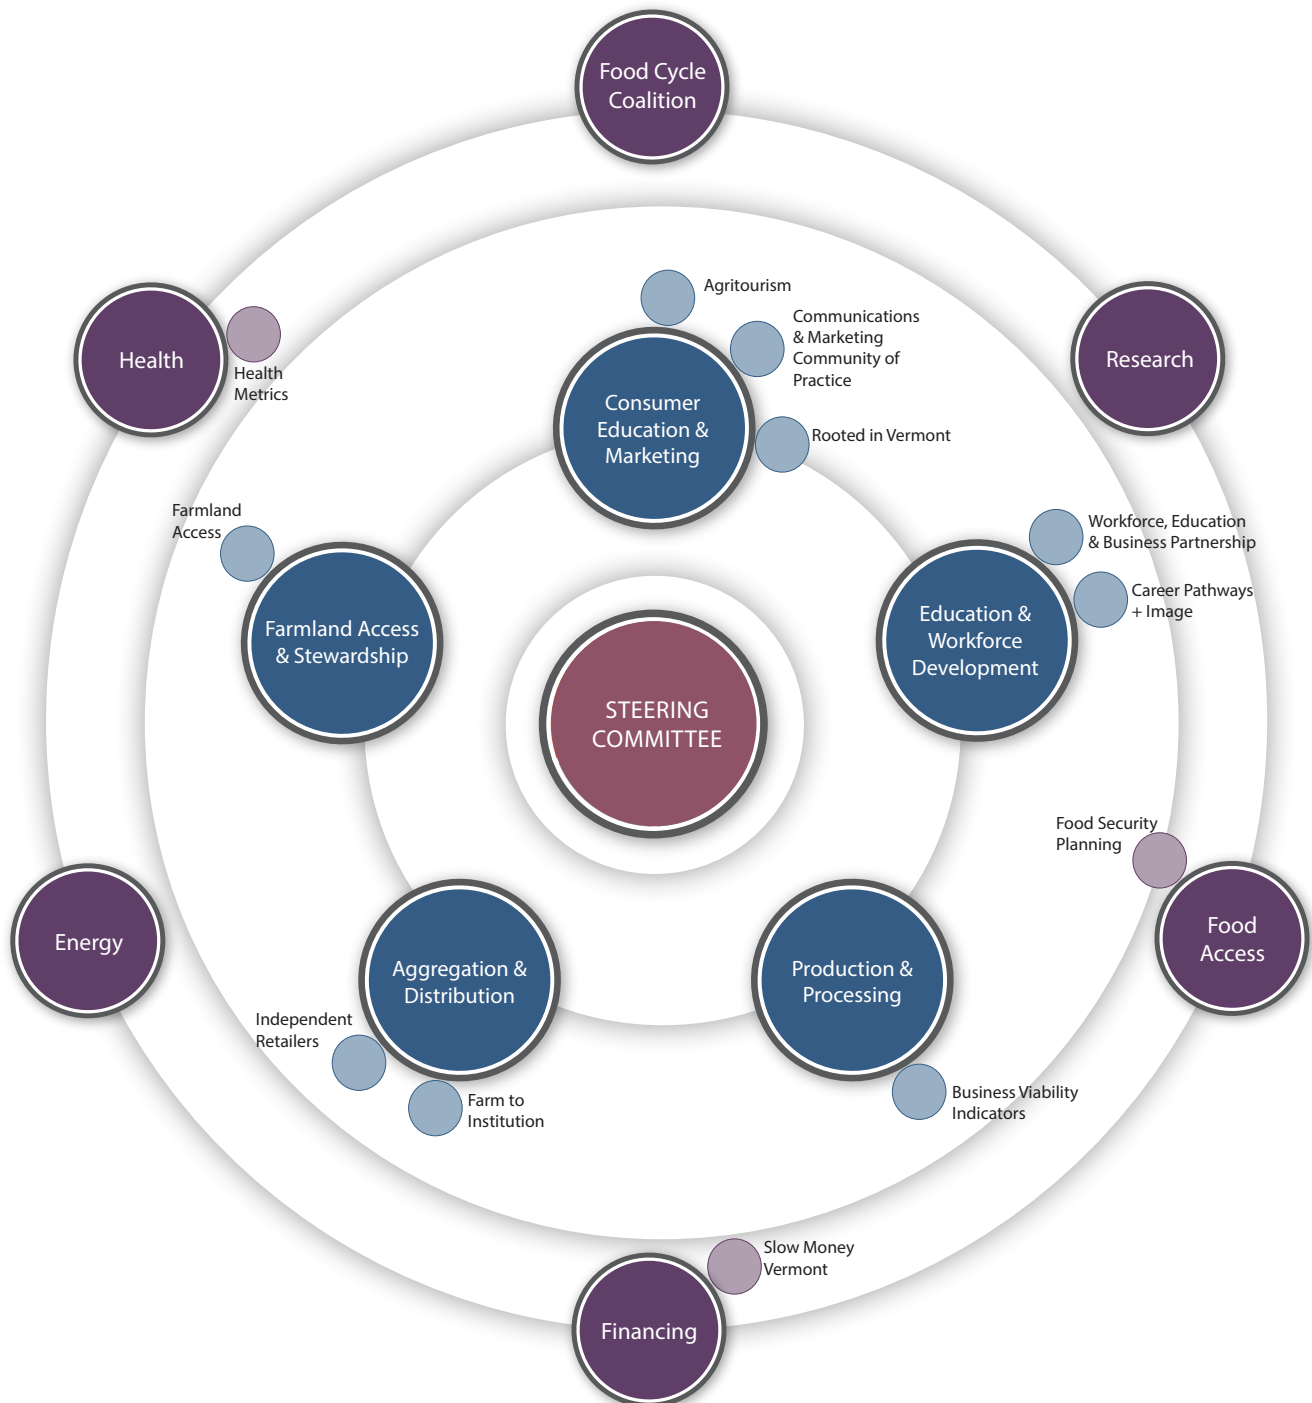 Food Cycle
Coalition
Agritourism
Communications
& Marketing
Community of
Practice
Health
Health
Metrics
Research
Consumer
Education &
Marketing
Rooted in Vermont
Farmland
Access
Workforce, Education
& Business Partnership
Career Pathways
+ Image
Farmland Access
& Stewardship
Education &
Workforce
Development
STEERING
COMMITTEE
Food Security
Planning
Energy
Food
Access
Aggregation &
Distribution
Production &
Processing
Independent
Retailers
Farm to
Institution
Business Viability
Indicators
Slow Money
Vermont
Financing